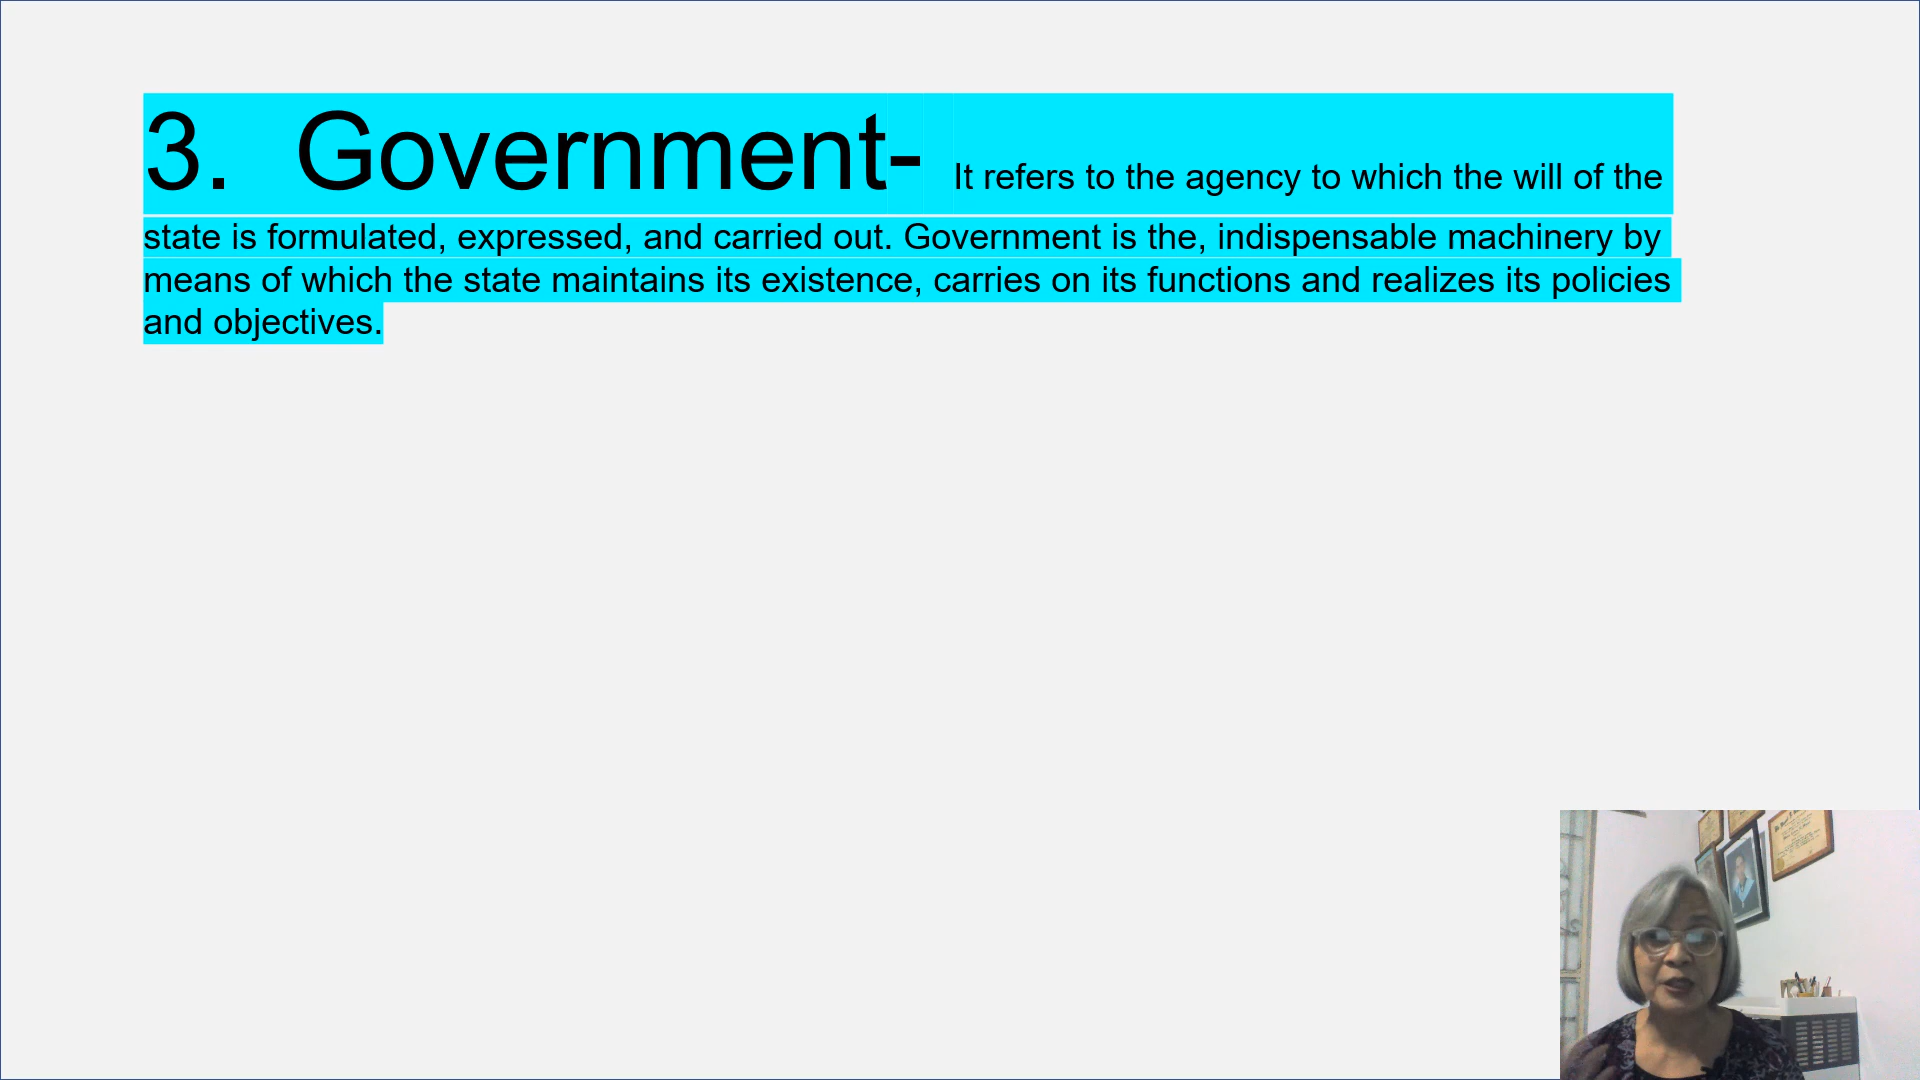 3. Government- It refers to the agency to which the will of the
state is formulated, expressed, and carried out. Government is the, indispensable machinery by
means of which the state maintains its existence, carries on its functions and realizes its policies
and objectives.